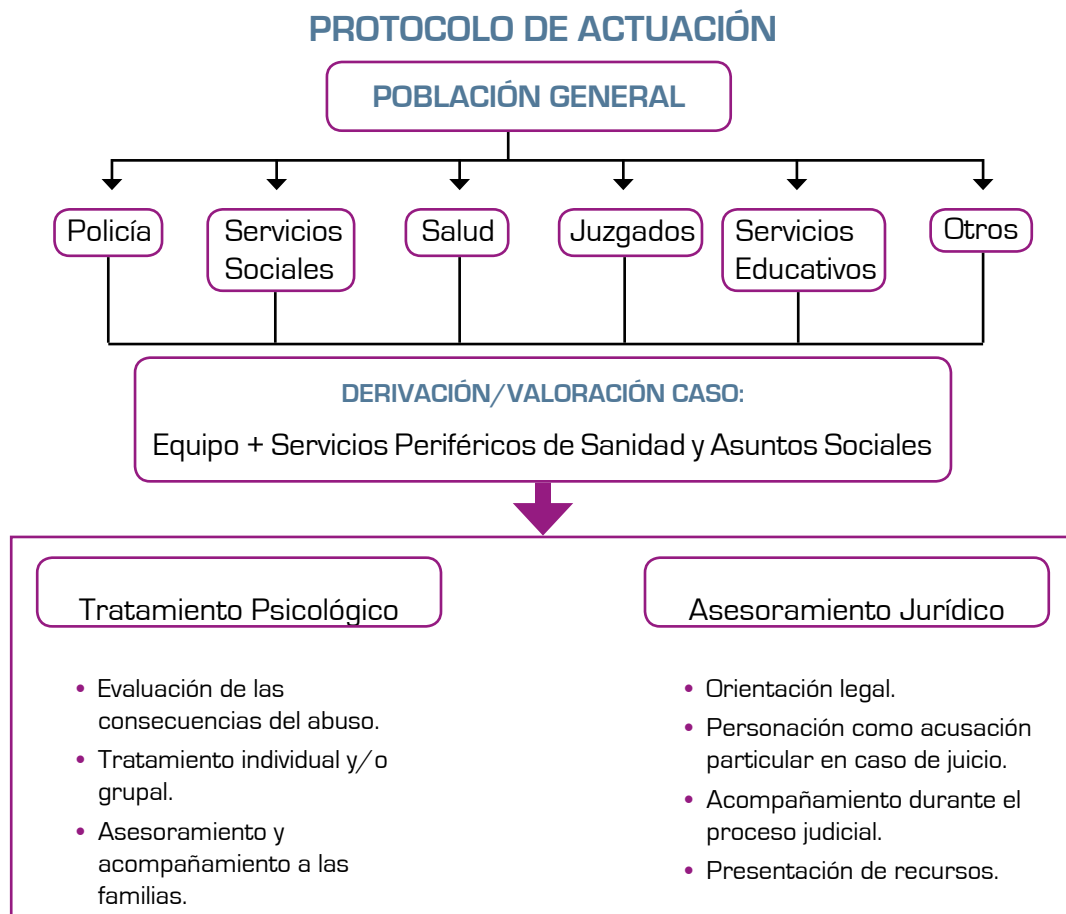 PROTOCOLO DE ACTUACIÓN
POBLACIÓN GENERAL
Policía
Servicios
Sociales
Salud
Juzgados
Servicios
Educativos
Otros
DERIVACIÓN/VALORACIÓN CASO:
Equipo + Servicios Periféricos de Sanidad y Asuntos Sociales
Tratamiento Psicológico
• Evaluación de las
consecuencias del abuso.
• Tratamiento individual y/o
grupal.
• Asesoramiento y
acompañamiento a las
familias.
Asesoramiento Jurídico
• Orientación legal.
• Personación como acusación
particular en caso de juicio.
• Acompañamiento durante el
proceso judicial.
• Presentación de recursos.